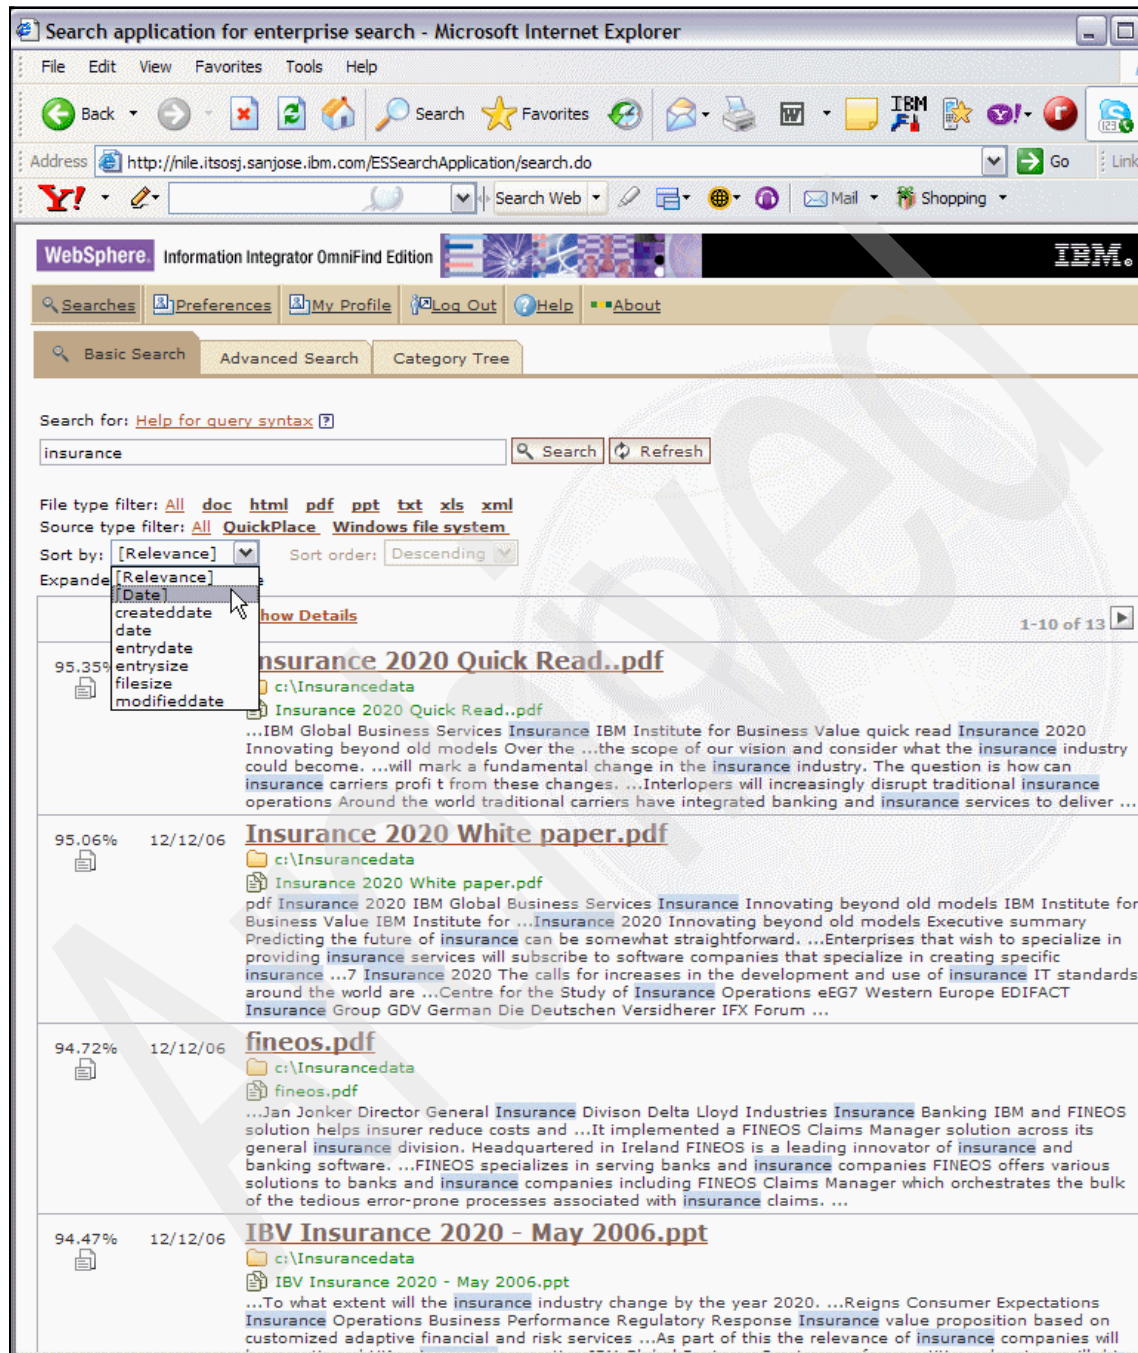 Search application for enterprise search - Microsoft Internet Explorer
File Edit View Favorites Tools Help
Back Search Favorites IBM
Address http://nile.itsosj.sanjose.ibm.com/ESSearchApplication/search.do Go Link
Y! Search Web Mail Shopping
WebSphere. Information Integrator OmniFind Edition IBM.
Searches Preferences My Profile Log Out Help About
Basic Search Advanced Search Category Tree
Search for: Help for query syntax ?
insurance Search Refresh
File type filter: All doc html pdf ppt txt xls xml
Source type filter: All QuickPlace Windows file system
Sort by: [Relevance] Sort order: Descending
Expande
[Relevance]
[Date]
createddate
date
entrydate
entrysize
filesize
modifieddate
how Details 1-10 of 13
95.35% nsurance 2020 Quick Read..pdf
c:\Insurancedata
Insurance 2020 Quick Read..pdf
...IBM Global Business Services Insurance IBM Institute for Business Value quick read Insurance 2020
Innovating beyond old models Over the ...the scope of our vision and consider what the insurance industry
could become. ...will mark a fundamental change in the insurance industry. The question is how can
insurance carriers profi t from these changes. ...Interlopers will increasingly disrupt traditional insurance
operations Around the world traditional carriers have integrated banking and insurance services to deliver ...
95.06% 12/12/06 Insurance 2020 White paper.pdf
c:\Insurancedata
Insurance 2020 White paper.pdf
pdf Insurance 2020 IBM Global Business Services Insurance Innovating beyond old models IBM Institute for
Business Value IBM Institute for ...Insurance 2020 Innovating beyond old models Executive summary
Predicting the future of insurance can be somewhat straightforward. ...Enterprises that wish to specialize in
providing insurance services will subscribe to software companies that specialize in creating specific
insurance ...7 Insurance 2020 The calls for increases in the development and use of insurance IT standards
around the world are ...Centre for the Study of Insurance Operations eEG7 Western Europe EDIFACT
Insurance Group GDV German Die Deutschen Versidherer IFX Forum ...
94.72% 12/12/06 fineos.pdf
c:\Insurancedata
fineos.pdf
...Jan Jonker Director General Insurance Divison Delta Lloyd Industries Insurance Banking IBM and FINEOS
solution helps insurer reduce costs and ...It implemented a FINEOS Claims Manager solution across its
general insurance division. Headquartered in Ireland FINEOS is a leading innovator of insurance and
banking software. ...FINEOS specializes in serving banks and insurance companies FINEOS offers various
solutions to banks and insurance companies including FINEOS Claims Manager which orchestrates the bulk
of the tedious error-prone processes associated with insurance claims. ...
94.47% 12/12/06 IBV Insurance 2020 - May 2006.ppt
c:\Insurancedata
IBV Insurance 2020 - May 2006.ppt
...To what extent will the insurance industry change by the year 2020. ...Reigns Consumer Expectations
Insurance Operations Business Performance Regulatory Response Insurance value proposition based on
customized adaptive financial and risk services ...As part of this the relevance of insurance companies will
Archived